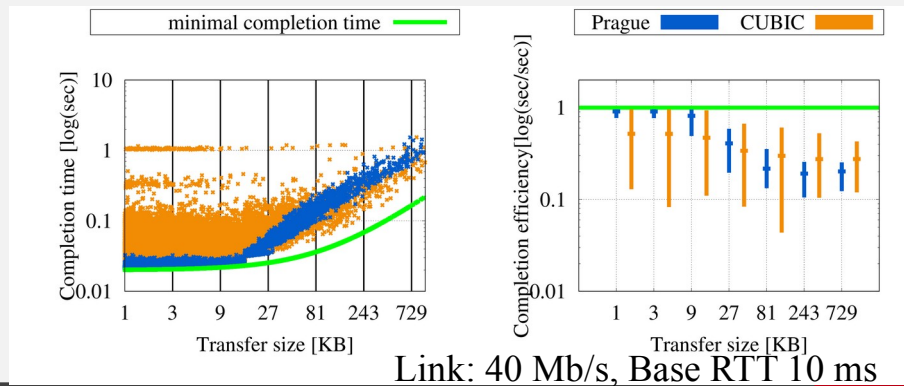 minimal completion time
Completion time [log(sec)]
10
1
0.1
0.01
1 3 9 27 81 243 729
Transfer size [KB]
Prague CUBIC
Completion efficiency[log(sec/sec)]
1
0.1
0.01
1 3 9 27 81 243 729
Transfer size [KB]
Link: 40 Mb/s, Base RTT 10 ms